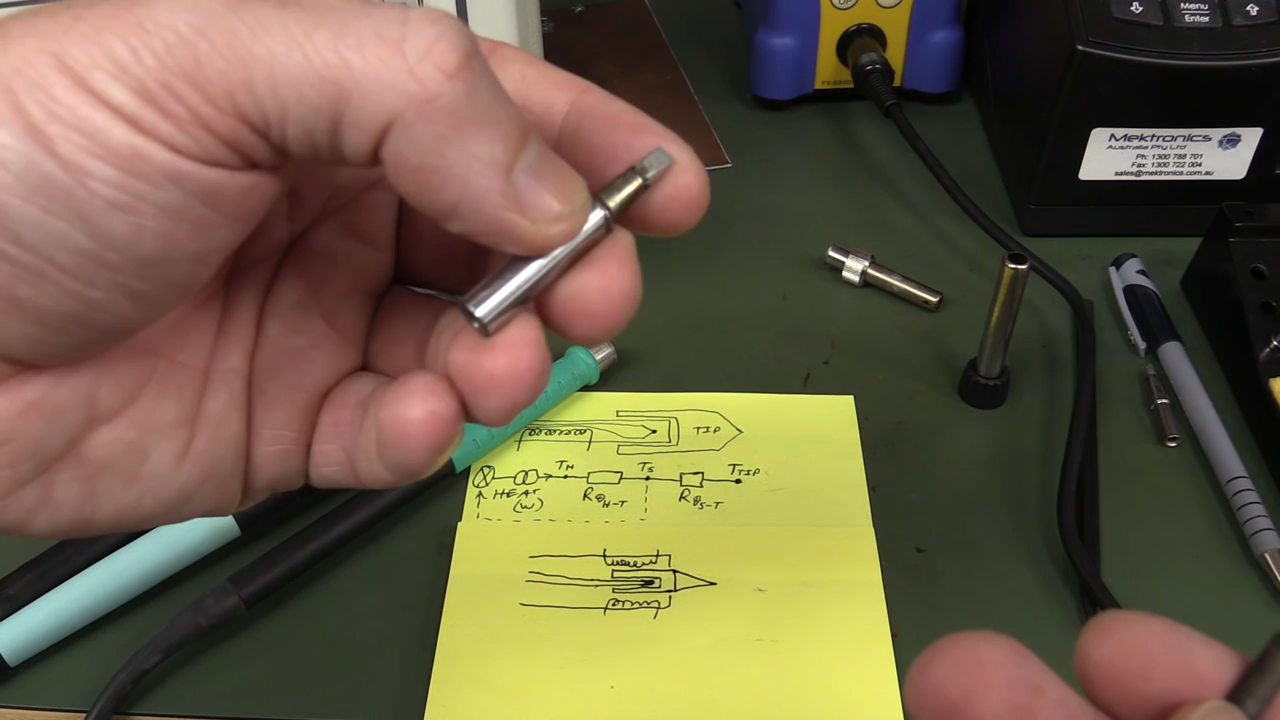 UP
Menu
Enter
Mektronics
Australia Pty Ltd
Ph: 1300 788 701
Fax: 1300 722 004
sales@mektronics.com.au
TIP
TH
TS
TTIP
HEAT
(W)
RθH-T
RθS-T